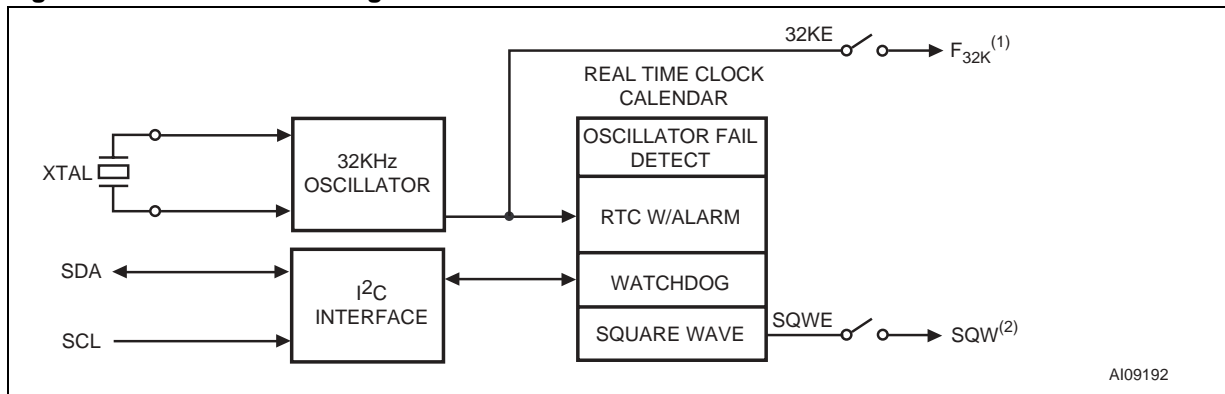 32KE
F32K(1)
REAL TIME CLOCK
CALENDAR
OSCILLATOR FAIL
DETECT
XTAL
32KHz
OSCILLATOR
RTC W/ALARM
SDA
I2C
INTERFACE
WATCHDOG
SCL
SQUARE WAVE
SQWE
SQW(2)
AI09192